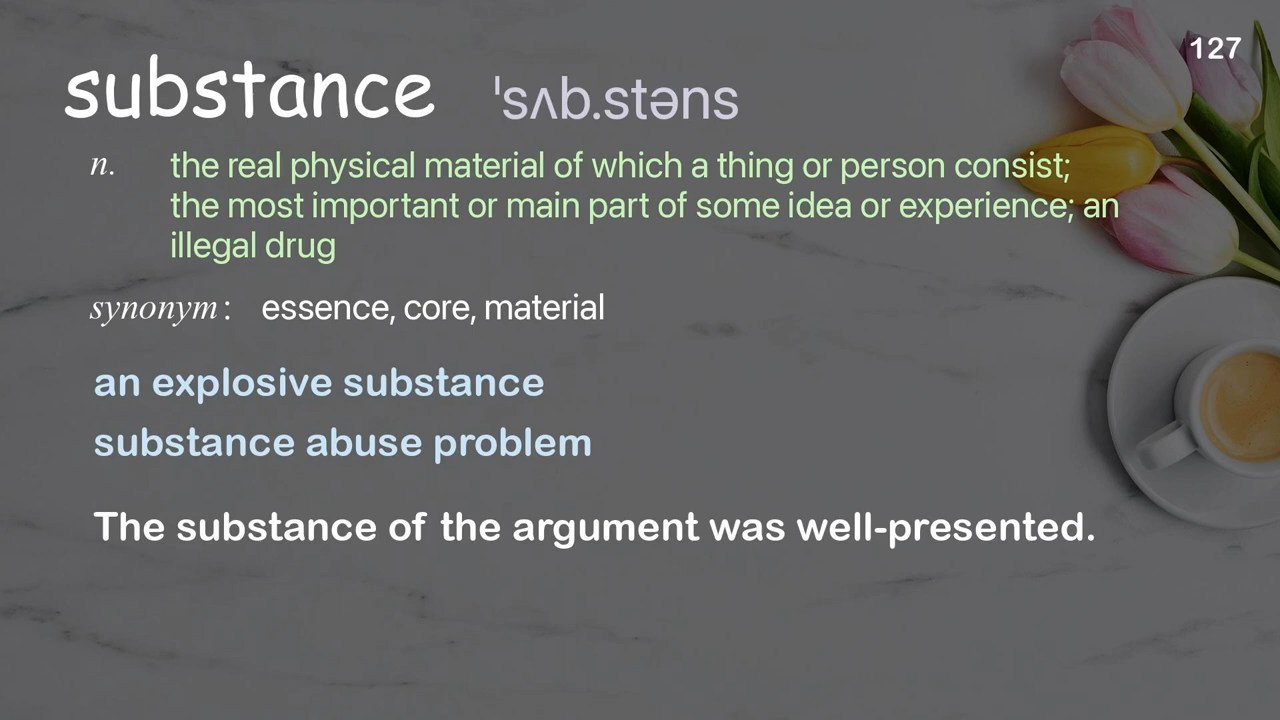 127
substance ˈsʌb.stəns
n. the real physical material of which a thing or person consist;
the most important or main part of some idea or experience; an
illegal drug
synonym: essence, core, material
an explosive substance
substance abuse problem
The substance of the argument was well-presented.